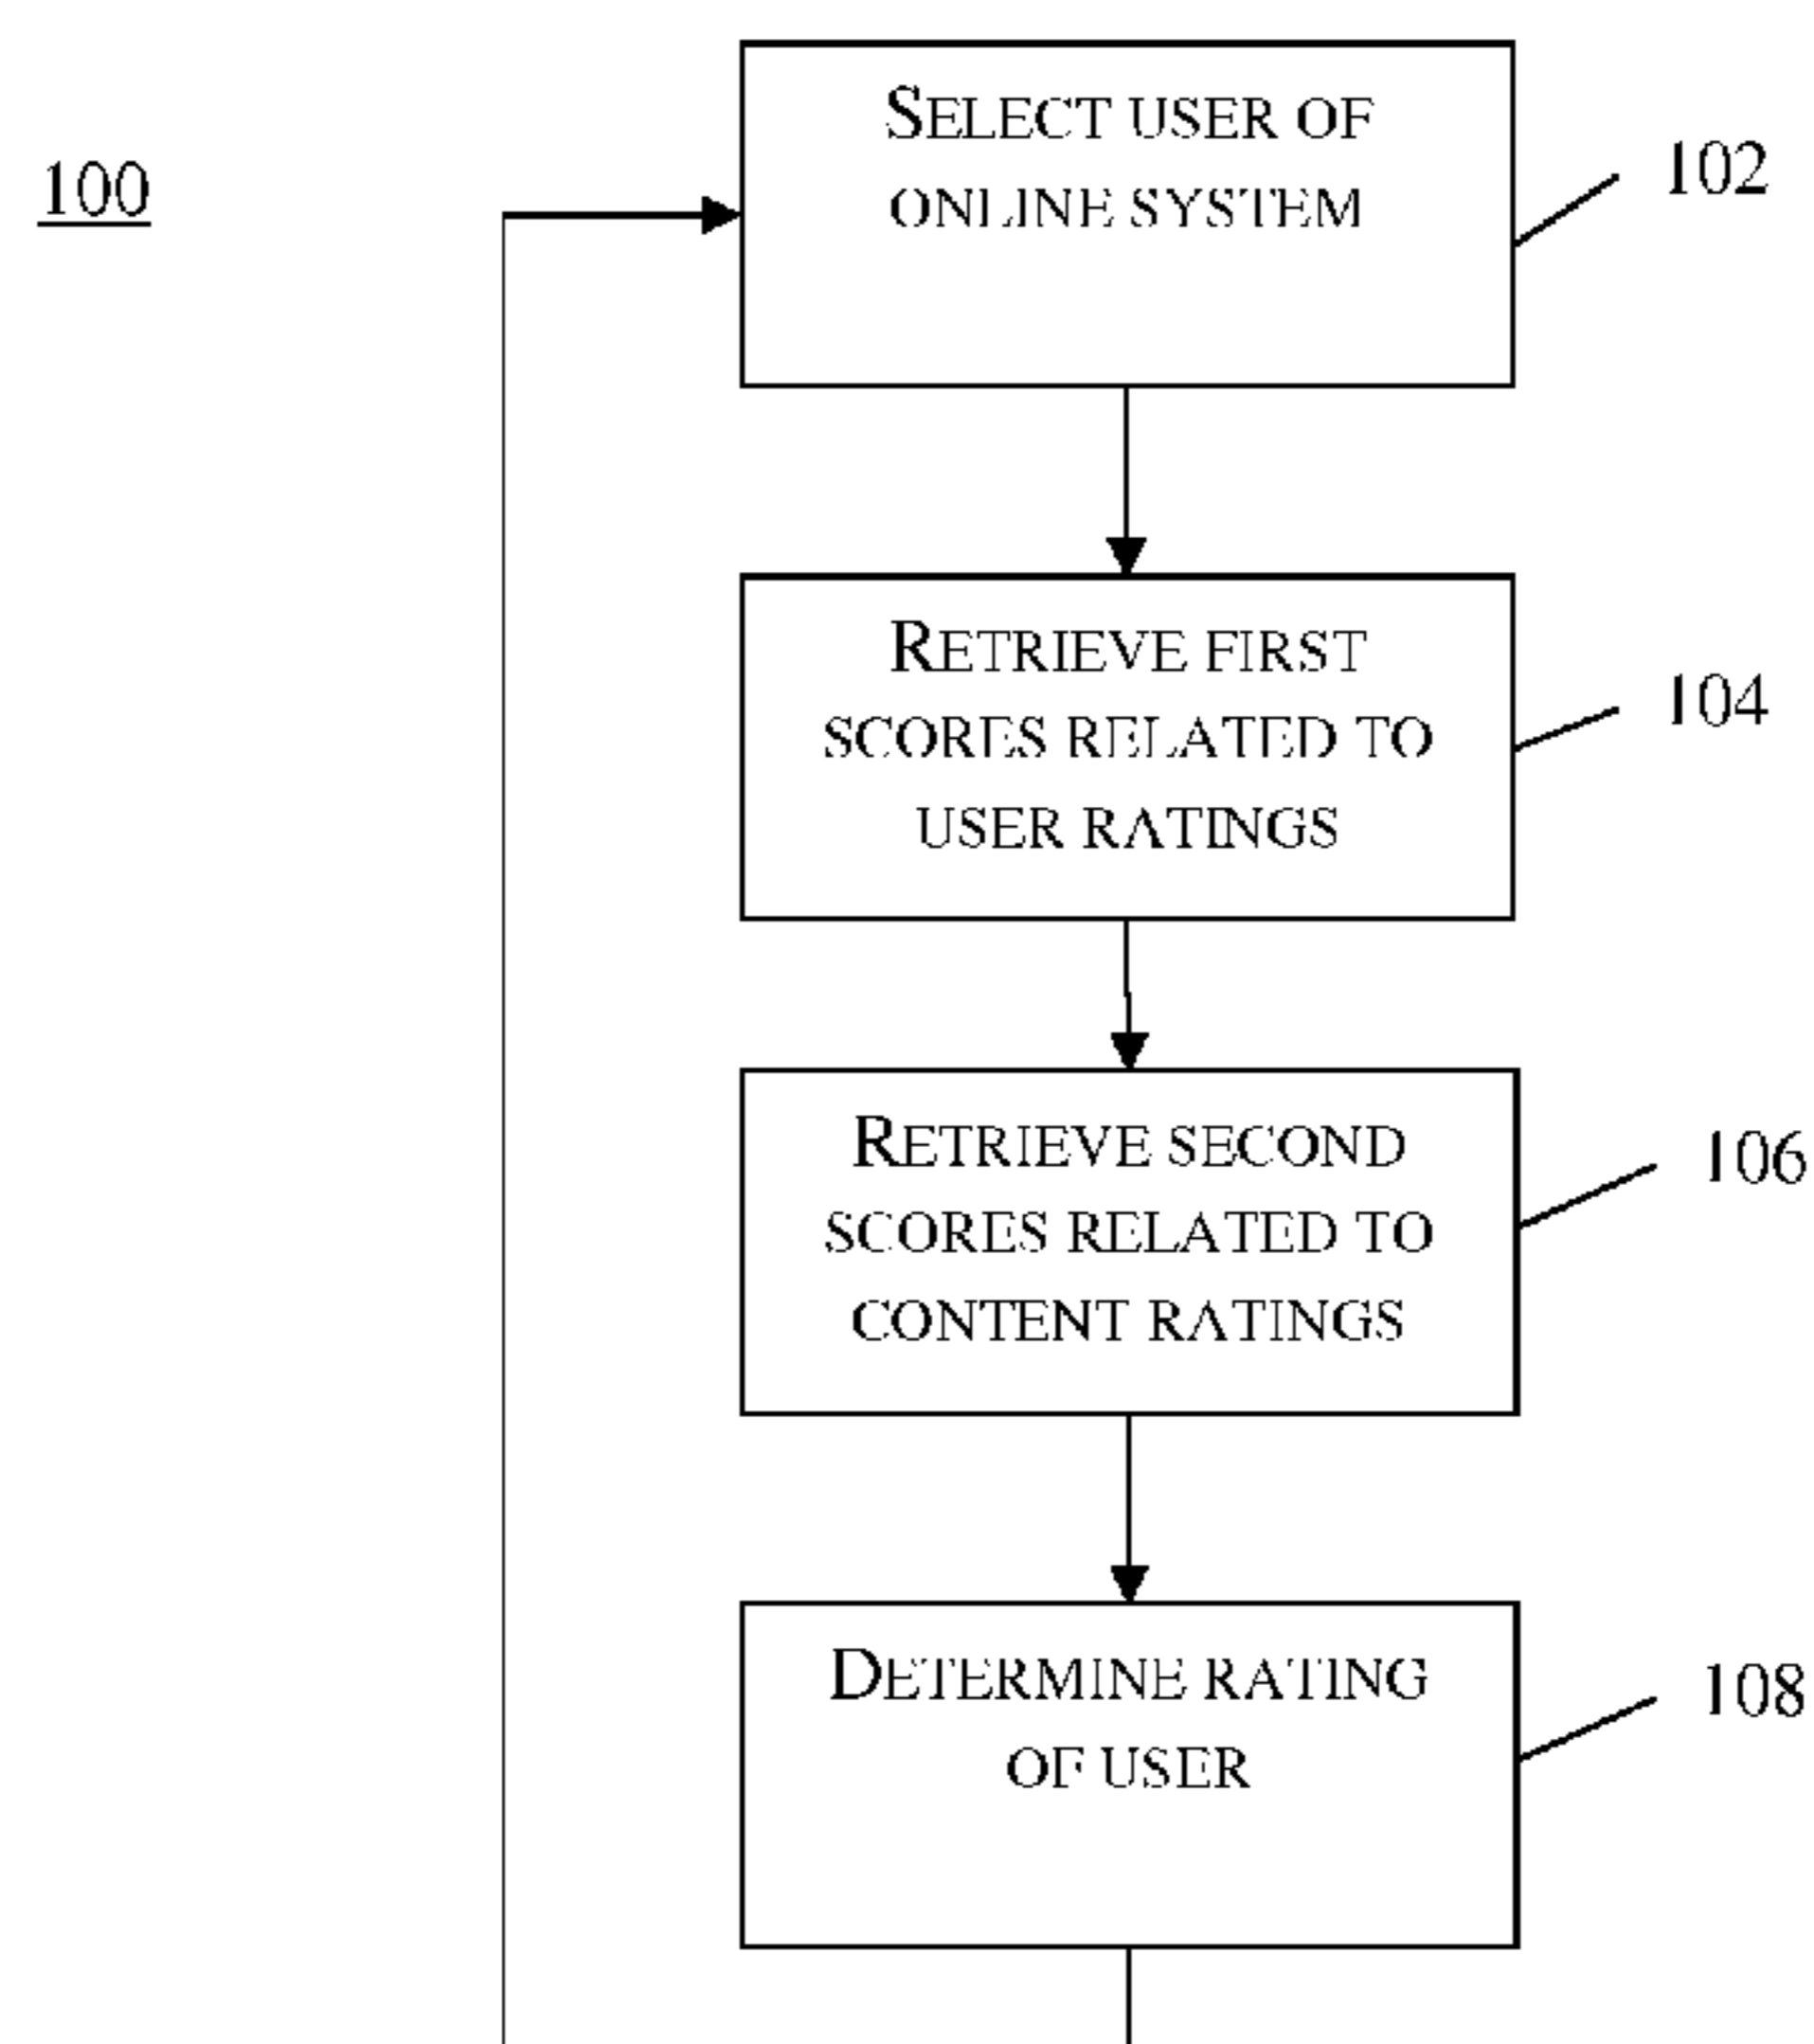 100
SELECT USER OF
ONLINE SYSTEM
102
RETRIEVE FIRST
SCORES RELATED TO
USER RATINGS
104
RETRIEVE SECOND
SCORES RELATED TO
CONTENT RATINGS
106
DETERMINE RATING
OF USER
108